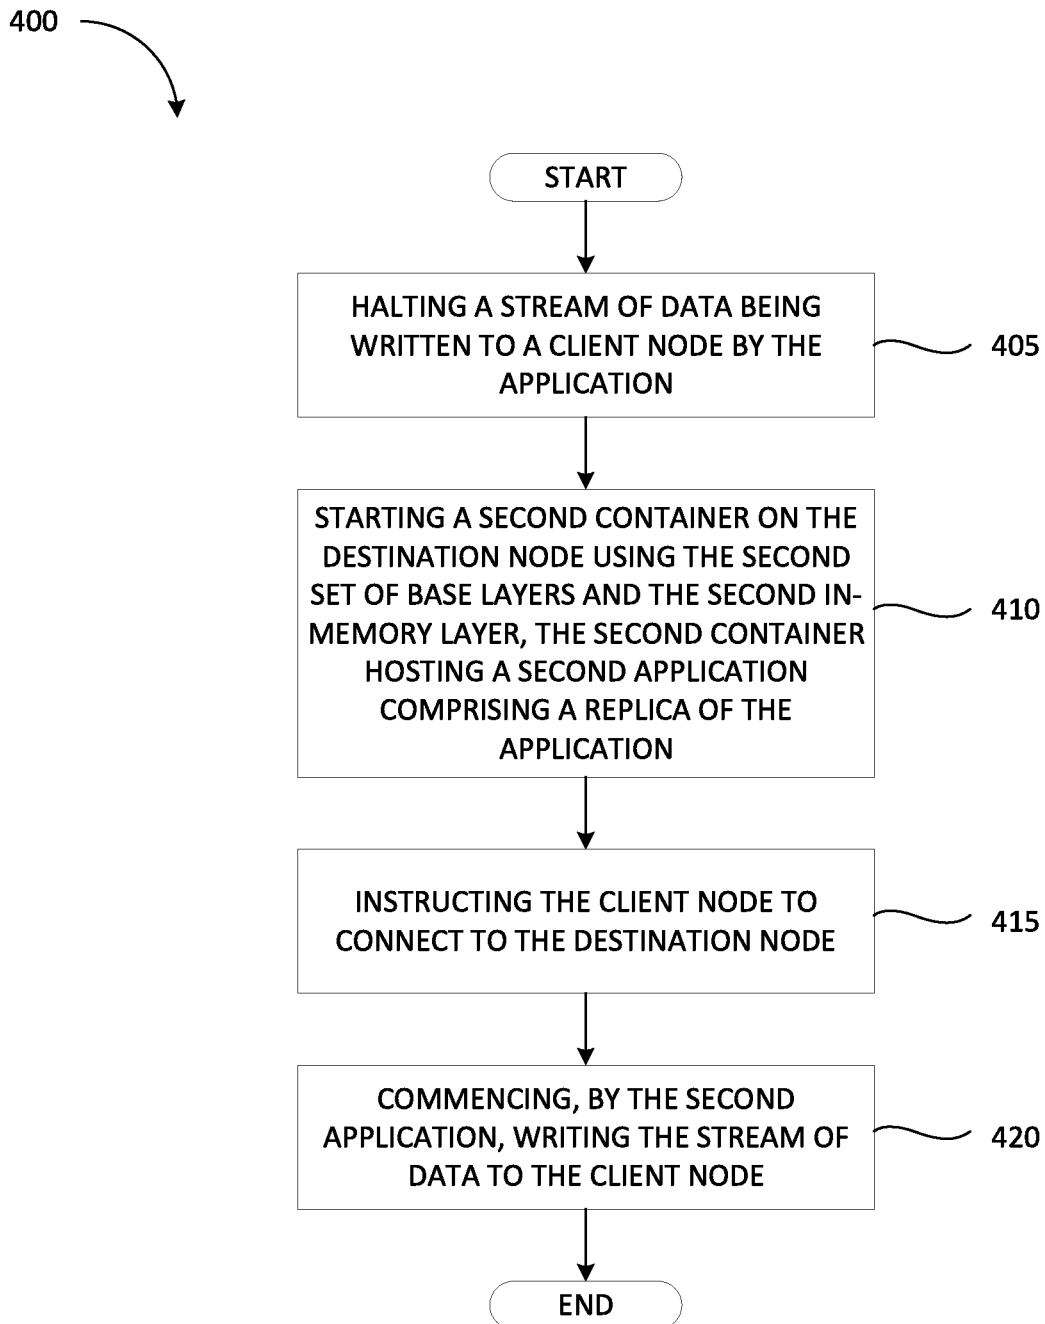 400
START
HALTING A STREAM OF DATA BEING
WRITTEN TO A CLIENT NODE BY THE
APPLICATION
405
STARTING A SECOND CONTAINER ON THE
DESTINATION NODE USING THE SECOND
SET OF BASE LAYERS AND THE SECOND IN-
MEMORY LAYER, THE SECOND CONTAINER
HOSTING A SECOND APPLICATION
COMPRISING A REPLICA OF THE
APPLICATION
410
INSTRUCTING THE CLIENT NODE TO
CONNECT TO THE DESTINATION NODE
415
COMMENCING, BY THE SECOND
APPLICATION, WRITING THE STREAM OF
DATA TO THE CLIENT NODE
420
END